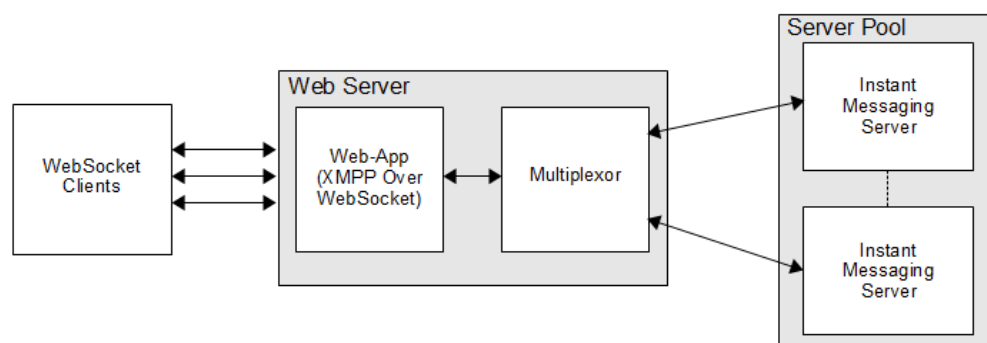 Server Pool
Web Server
WebSocket
Clients
Web-App
(XMPP Over
WebSocket)
Multiplexor
Instant
Messaging
Server
Instant
Messaging
Server